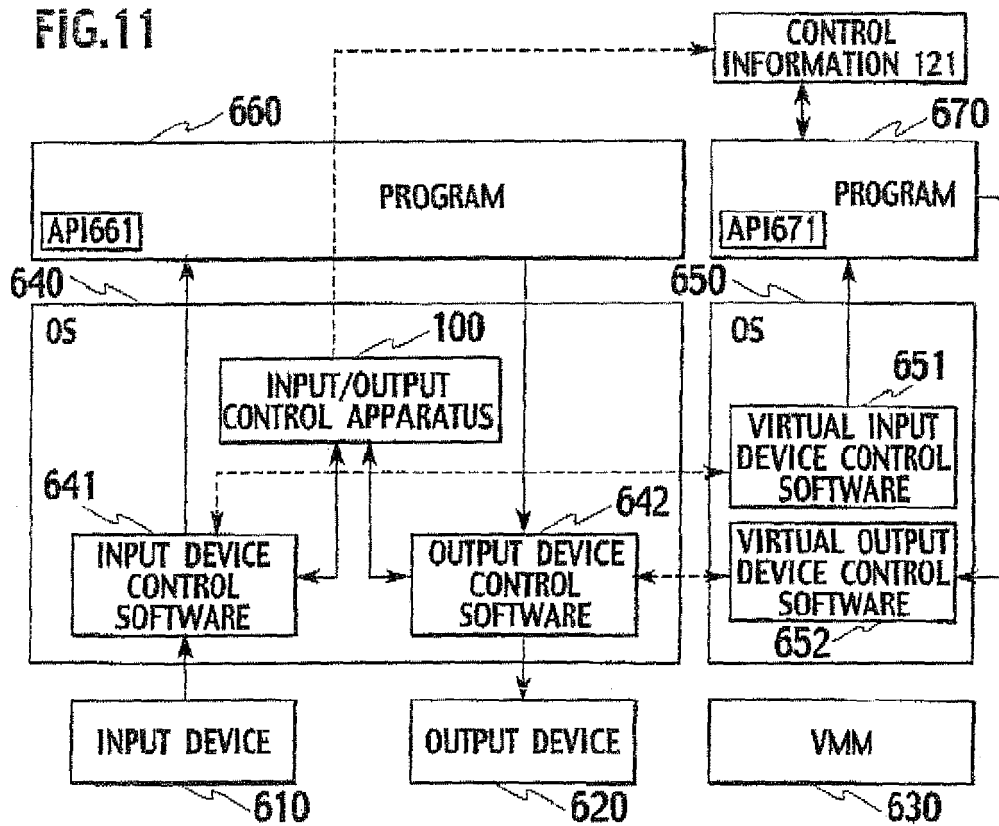 FIG.11
CONTROL
INFORMATION 121
660
670
PROGRAM
API661
PROGRAM
API671
640
650
OS
100
INPUT/OUTPUT
CONTROL APPARATUS
OS
651
VIRTUAL INPUT
DEVICE CONTROL
SOFTWARE
641
INPUT DEVICE
CONTROL
SOFTWARE
642
OUTPUT DEVICE
CONTROL
SOFTWARE
VIRTUAL OUTPUT
DEVICE CONTROL
SOFTWARE
652
INPUT DEVICE
OUTPUT DEVICE
VMM
610
620
630